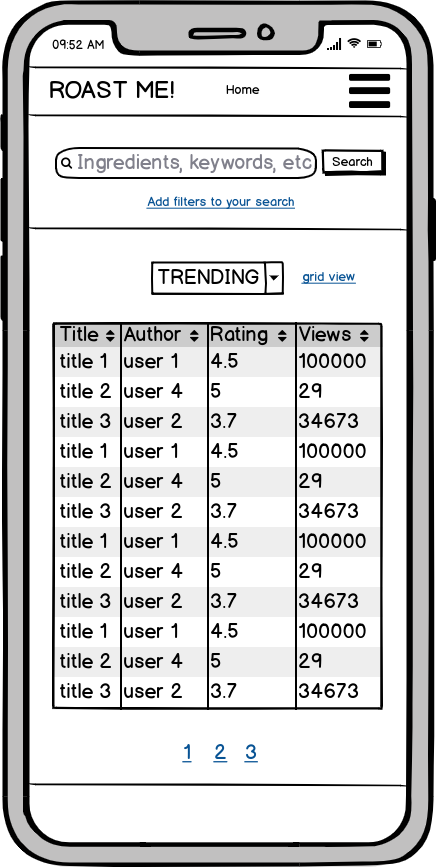 09:52 AM
ROAST ME! Home
Ingredients, keywords, etc Search
Add filters to your search
TRENDING grid view
Title Author Rating Views
title 1 user 1 4.5 100000
title 2 user 4 5 29
title 3 user 2 3.7 34673
title 1 user 1 4.5 100000
title 2 user 4 5 29
title 3 user 2 3.7 34673
title 1 user 1 4.5 100000
title 2 user 4 5 29
title 3 user 2 3.7 34673
title 1 user 1 4.5 100000
title 2 user 4 5 29
title 3 user 2 3.7 34673
1 2 3